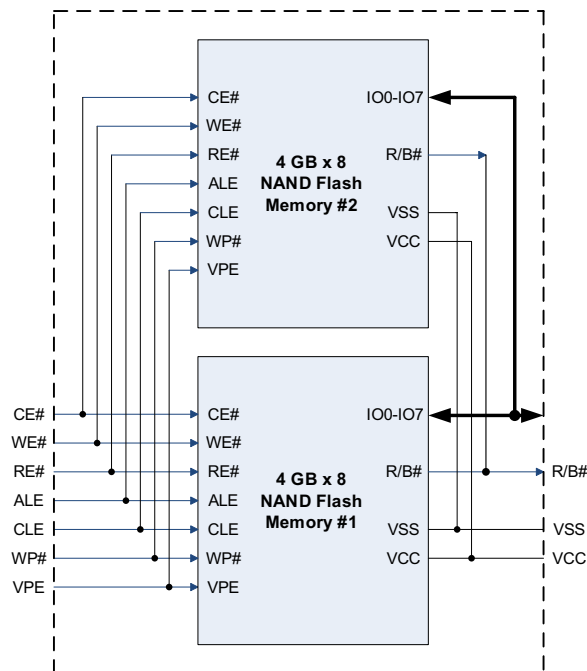 CE#
WE#
RE#
ALE
CLE
WP#
VPE
4 GB x 8
NAND Flash
Memory #2
IO0-IO7
R/B#
VSS
VCC
CE#
WE#
RE#
ALE
CLE
WP#
VPE
CE#
WE#
RE#
ALE
CLE
WP#
VPE
4 GB x 8
NAND Flash
Memory #1
IO0-IO7
R/B#
VSS
VCC
R/B#
VSS
VCC